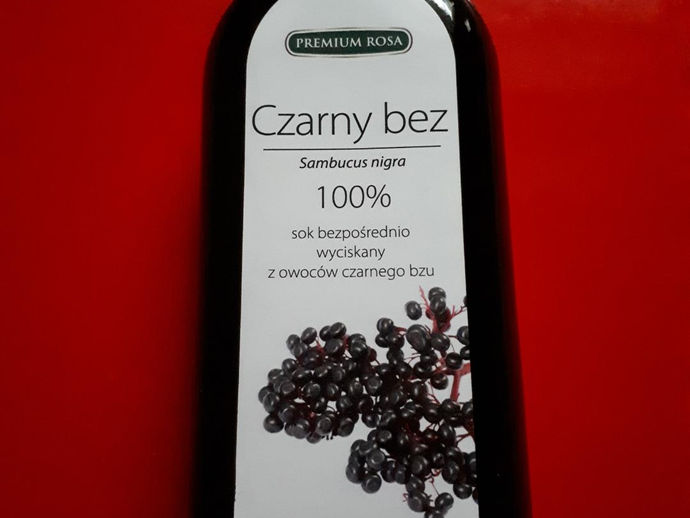 PREMIUM ROSA
Czarny bez
Sambucus nigra
100%
sok bezpośrednio
wyciskany
z owoców czarnego bzu